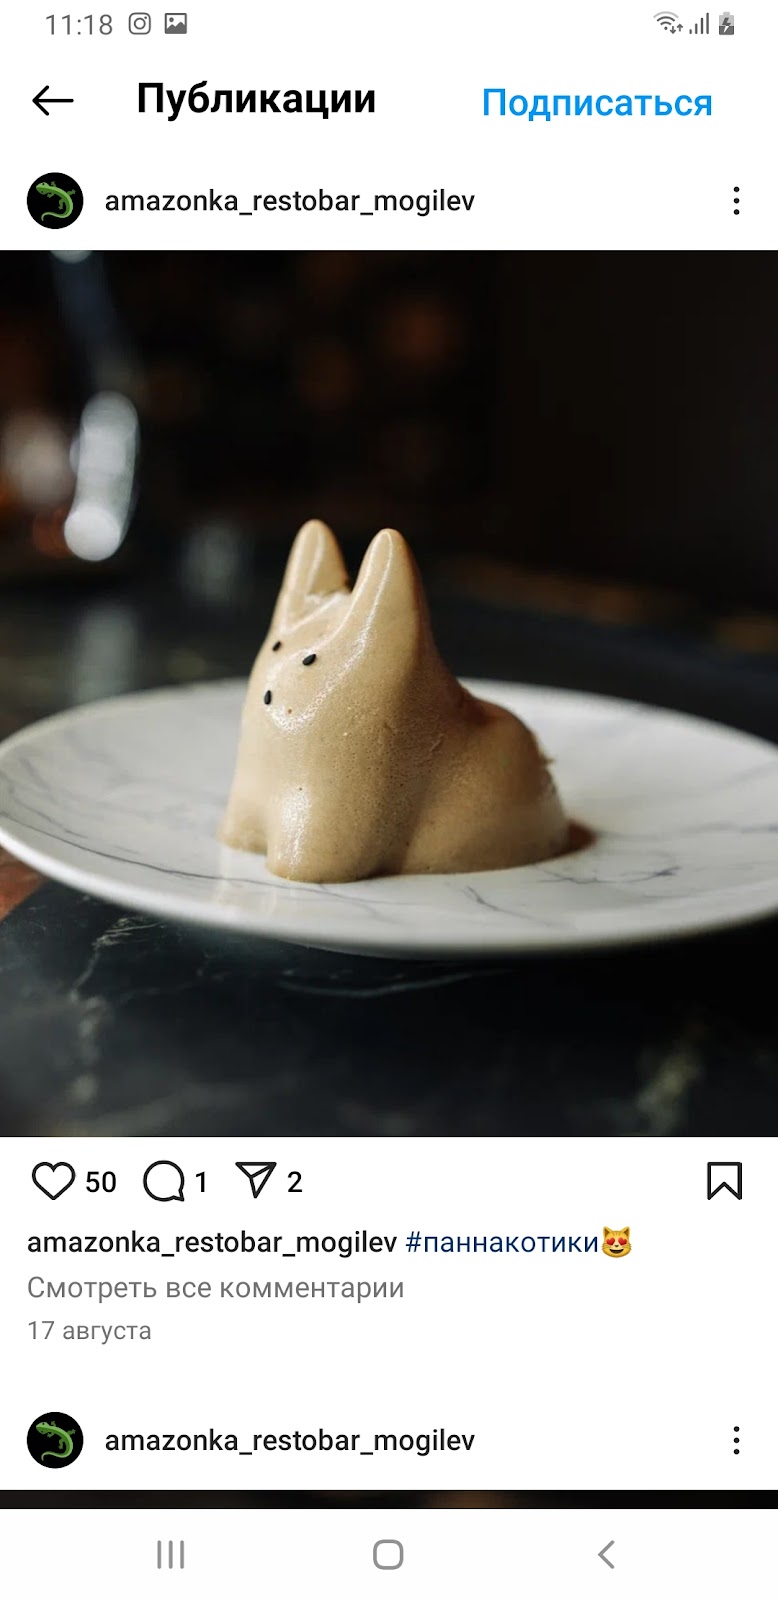 11:18
Публикации
Подписаться
amazonka_restobar_mogilev
50 1 2
amazonka_restobar_mogilev #паннакотики😻
Смотреть все комментарии
17 августа
amazonka_restobar_mogilev